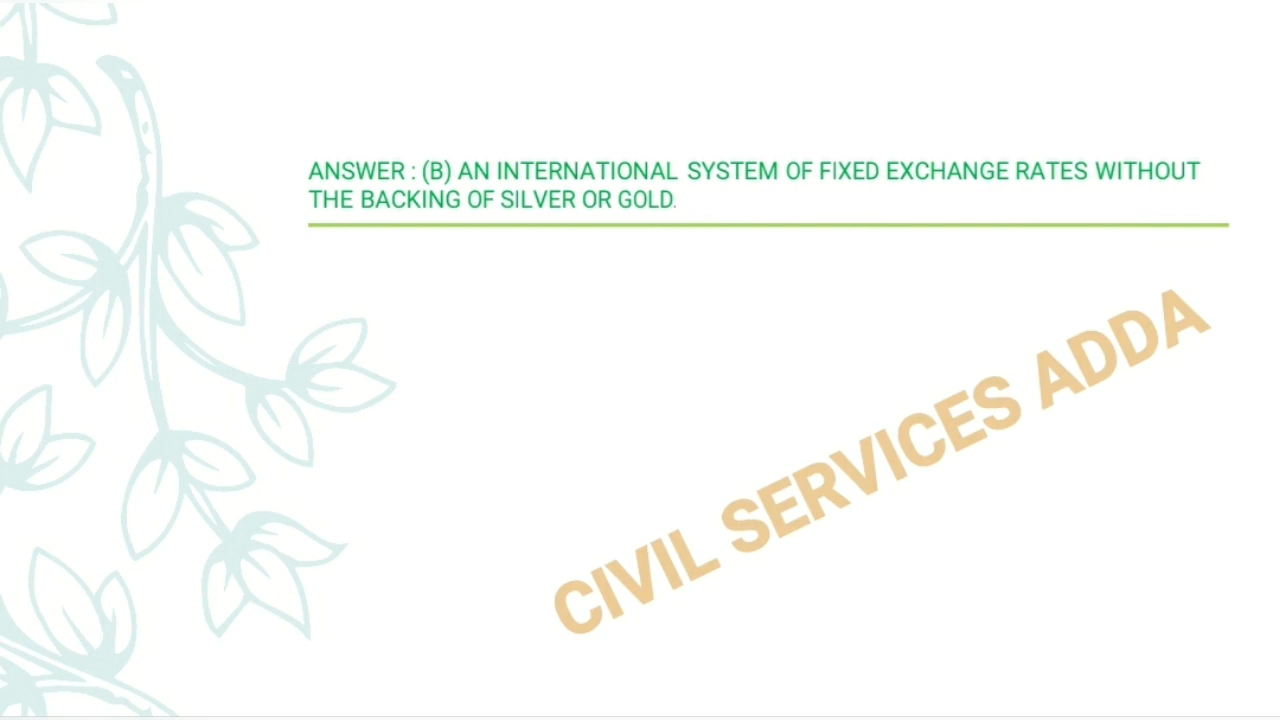 ANSWER : (B) AN INTERNATIONAL SYSTEM OF FIXED EXCHANGE RATES WITHOUT
THE BACKING OF SILVER OR GOLD.
CIVIL SERVICES ADDA